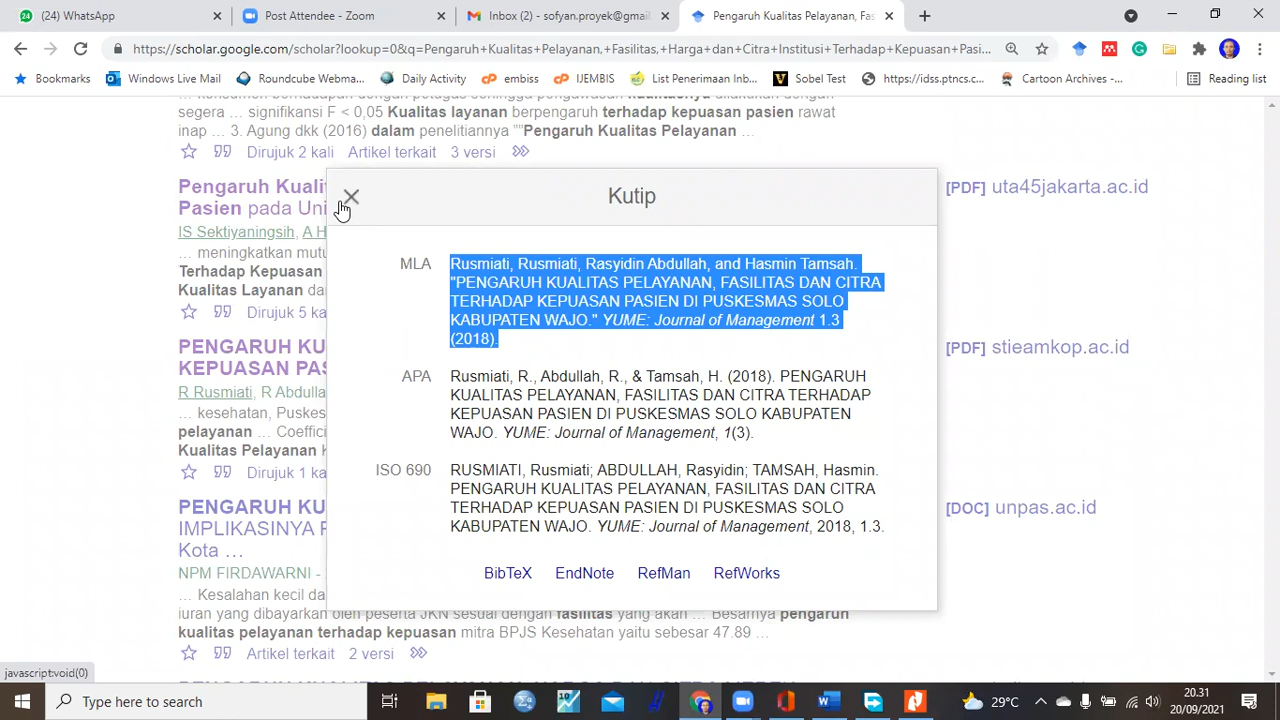 (24) WhatsApp
Post Attendee - Zoom
Inbox (2) - sofyan.proyek@gmail
Pengaruh Kualitas Pelayanan, Fas
https://scholar.google.com/scholar?lookup=0&q=Pengaruh+Kualitas+Pelayanan,+Fasilitas,+Harga+dan+Citra+Institusi+Terhadap+Kepuasan+Pasi...
Bookmarks
Windows Live Mail
Roundcube Webma...
Daily Activity
embiss
IJEMBIS
List Penerimaan Inb...
Sobel Test
https://idss.ptncs.c...
Cartoon Archives -...
Reading list
segera ... signifikansi F < 0,05 Kualitas layanan berpengaruh terhadap kepuasan pasien rawat
inap ... 3. Agung dkk (2016) dalam penelitiannya ""Pengaruh Kualitas Pelayanan ...
Dirujuk 2 kali Artikel terkait 3 versi
Pengaruh Kuali
Pasien pada Uni
[PDF] uta45jakarta.ac.id
IS Sektiyaningsih, A H
... meningkatkan mutu
Terhadap Kepuasan
Kualitas Layanan da
Dirujuk 5 ka
PENGARUH KU
KEPUASAN PA
[PDF] stieamkop.ac.id
R Rusmiati, R Abdulla
... kesehatan, Puskes
pelayanan ... Coeffici
Kualitas Pelayanan
Dirujuk 1 ka
PENGARUH KU
IMPLIKASINYA
Kota ...
[DOC] unpas.ac.id
NPM FIRDAWARNI -
... Kesalahan kecil da
iuran yang dibayarkan oleh peserta JKN sesuai dengan fasilitas yang akan ... Besarnya pengaruh
kualitas pelayanan terhadap kepuasan mitra BPJS Kesehatan yaitu sebesar 47.89 ...
Artikel terkait 2 versi
Kutip
MLA
Rusmiati, Rusmiati, Rasyidin Abdullah, and Hasmin Tamsah.
"PENGARUH KUALITAS PELAYANAN, FASILITAS DAN CITRA
TERHADAP KEPUASAN PASIEN DI PUSKESMAS SOLO
KABUPATEN WAJO." YUME: Journal of Management 1.3
(2018).
APA
Rusmiati, R., Abdullah, R., & Tamsah, H. (2018). PENGARUH
KUALITAS PELAYANAN, FASILITAS DAN CITRA TERHADAP
KEPUASAN PASIEN DI PUSKESMAS SOLO KABUPATEN
WAJO. YUME: Journal of Management, 1(3).
ISO 690
RUSMIATI, Rusmiati; ABDULLAH, Rasyidin; TAMSAH, Hasmin.
PENGARUH KUALITAS PELAYANAN, FASILITAS DAN CITRA
TERHADAP KEPUASAN PASIEN DI PUSKESMAS SOLO
KABUPATEN WAJO. YUME: Journal of Management, 2018, 1.3.
BibTeX
EndNote
RefMan
RefWorks
javascript:void(0)
Type here to search
29°C
20.31
20/09/2021